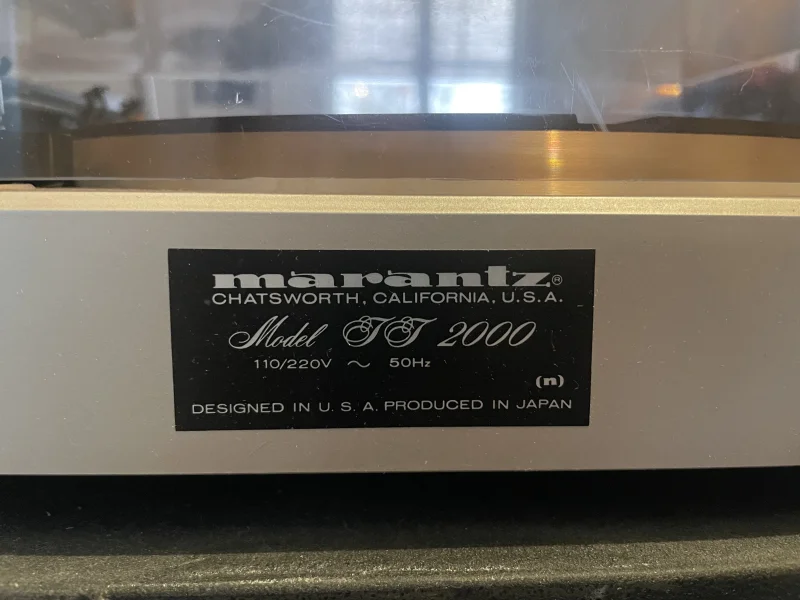 marantz®
CHATSWORTH, CALIFORNIA, U.S.A.
Model TT 2000
110/220V ~ 50Hz
(n)
DESIGNED IN U. S. A. PRODUCED IN JAPAN